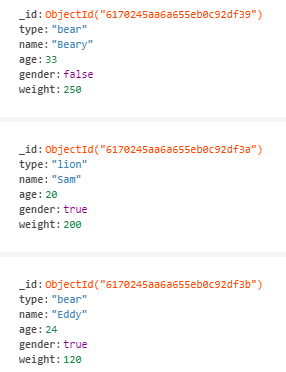 _id:ObjectId("6170245aa6a655eb0c92df39")
type:"bear"
name:"Beary"
age:33
gender:false
weight:250
_id:ObjectId("6170245aa6a655eb0c92df3a")
type:"lion"
name:"Sam"
age:20
gender:true
weight:200
_id:ObjectId("6170245aa6a655eb0c92df3b")
type:"bear"
name:"Eddy"
age:24
gender:true
weight:120